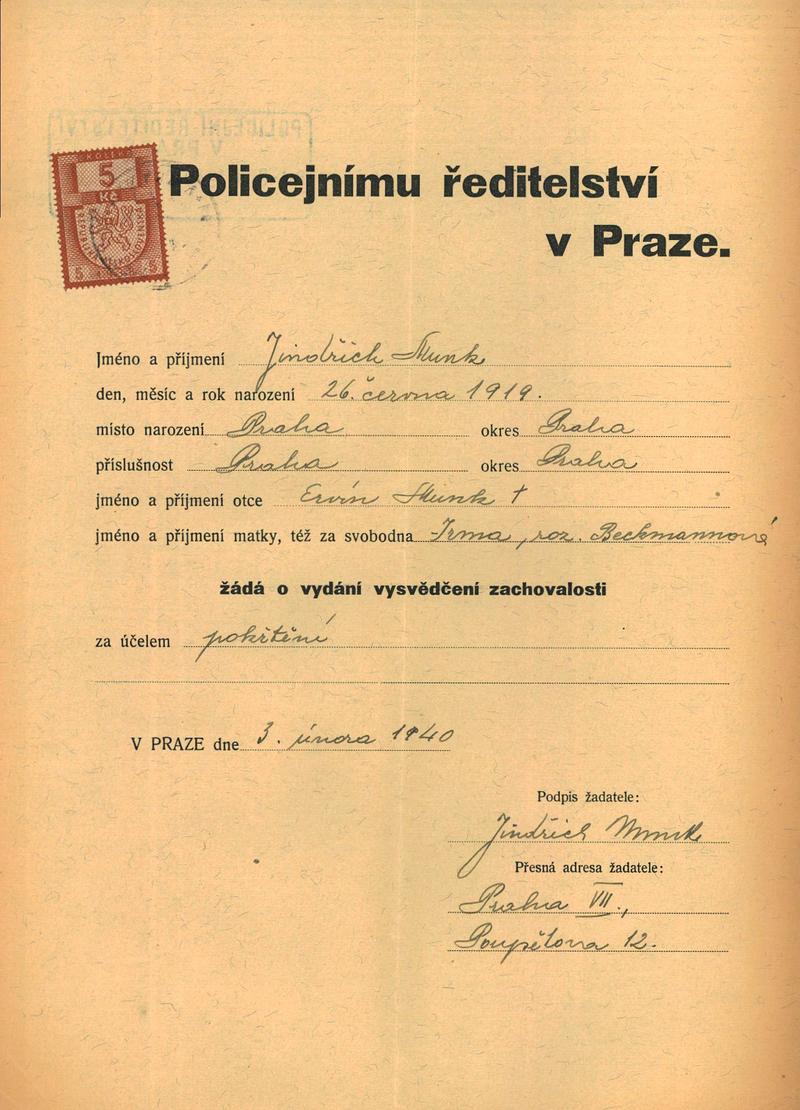 5
Kč
Policejnímu ředitelství
v Praze.
Jméno a příjmení Jindřich Munk
den, měsíc a rok narození 26. června 1919.
místo narození Praha okres Praha
příslušnost Praha okres Praha
jméno a příjmení otce Ervín Munk †
jméno a příjmení matky, též za svobodna Irma, roz. Beckmannová
žádá o vydání vysvědčení zachovalosti
za účelem pokřtění
V PRAZE dne 3. února 1940
Podpis žadatele:
Jindřich Munk
Přesná adresa žadatele:
Praha VII.,
Poupětova 12.